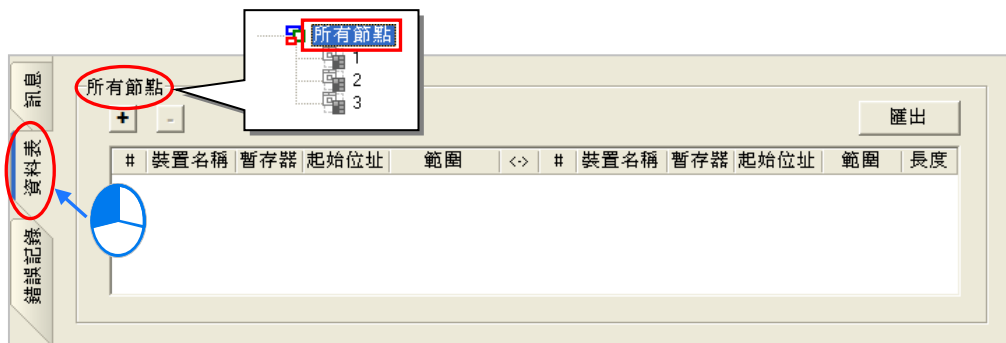 所有節點
1
2
3
訊息
資料表
錯誤記錄
所有節點
+ -
匯出
# 裝置名稱 暫存器 起始位址 範圍 <-> # 裝置名稱 暫存器 起始位址 範圍 長度